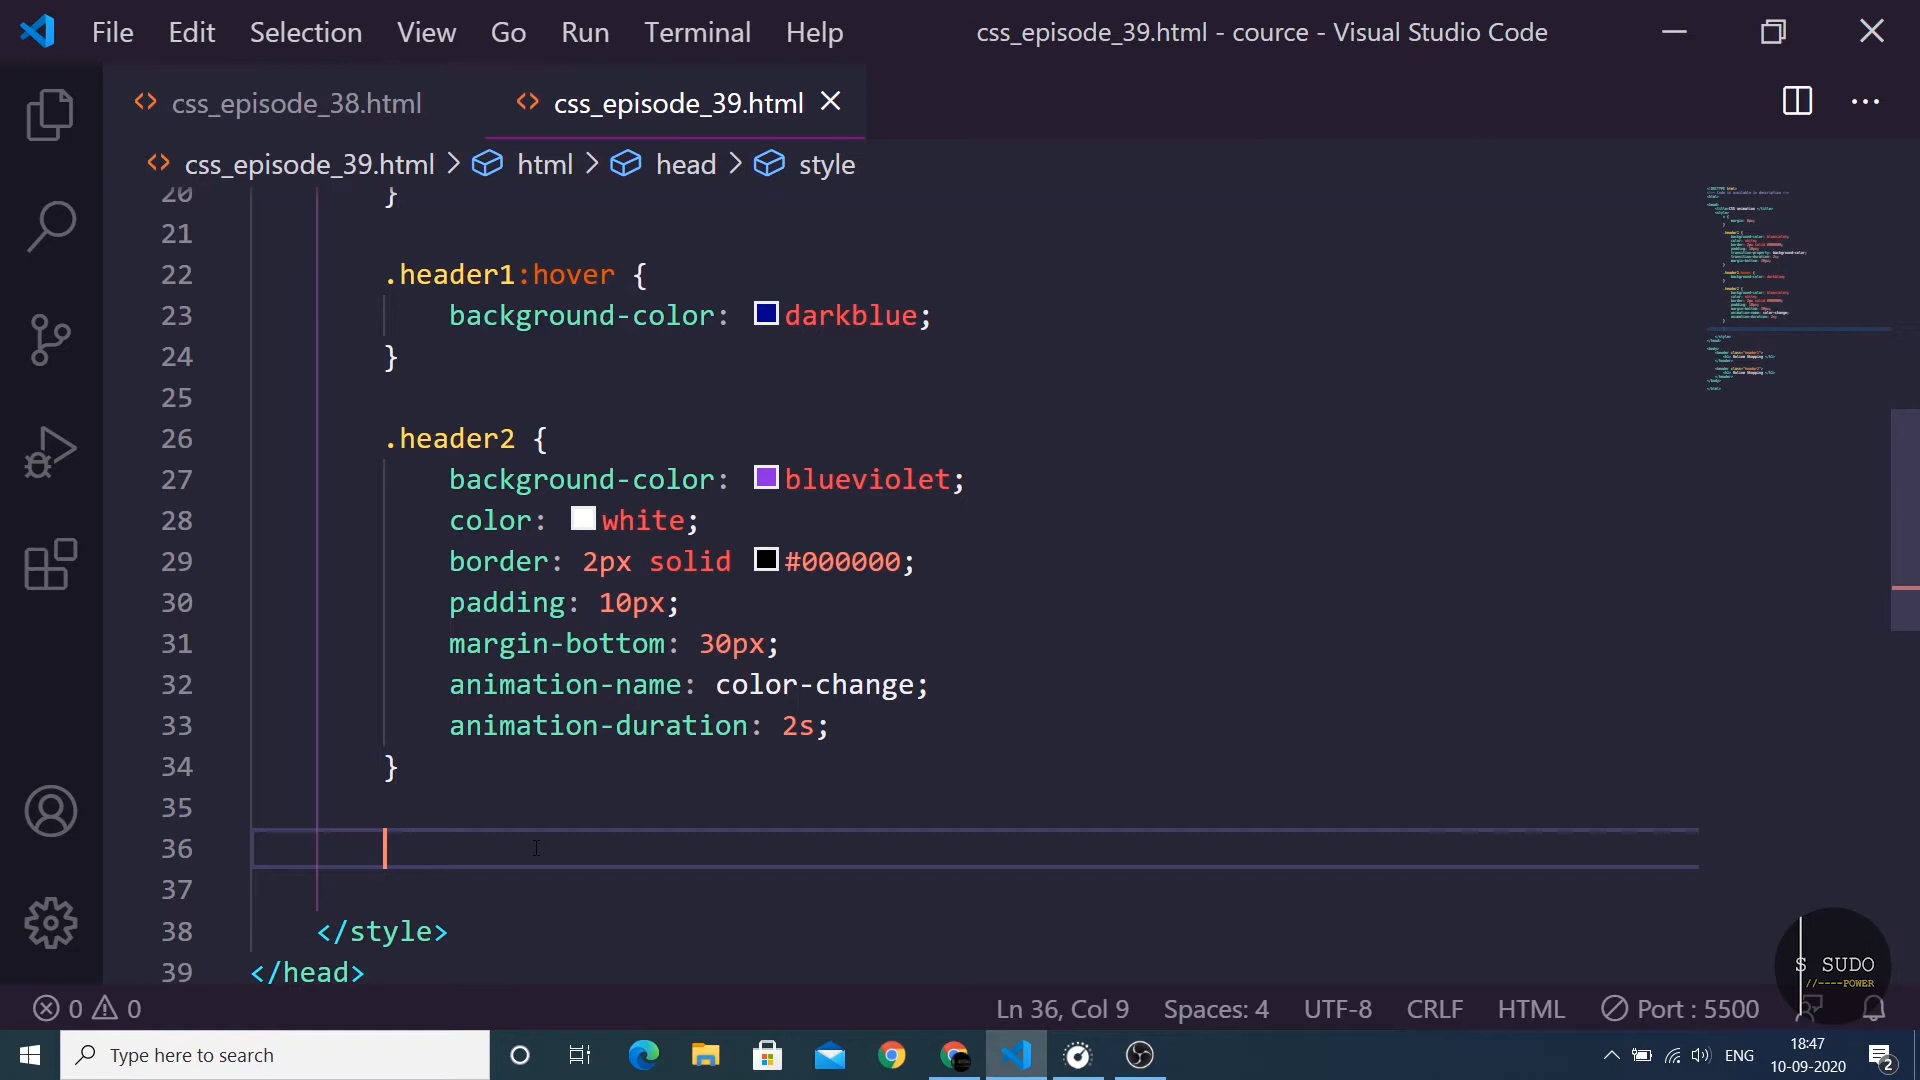 File Edit Selection View Go Run Terminal Help css_episode_39.html - cource - Visual Studio Code
css_episode_38.html css_episode_39.html
css_episode_39.html > html > head > style
20 }
21
22 .header1:hover {
23 background-color: darkblue;
24 }
25
26 .header2 {
27 background-color: blueviolet;
28 color: white;
29 border: 2px solid #000000;
30 padding: 10px;
31 margin-bottom: 30px;
32 animation-name: color-change;
33 animation-duration: 2s;
34 }
35
36
37
38 </style>
39 </head>
S SUDO
//----POWER
0 0 Ln 36, Col 9 Spaces: 4 UTF-8 CRLF HTML Port : 5500
Type here to search
ENG
18:47
10-09-2020
2